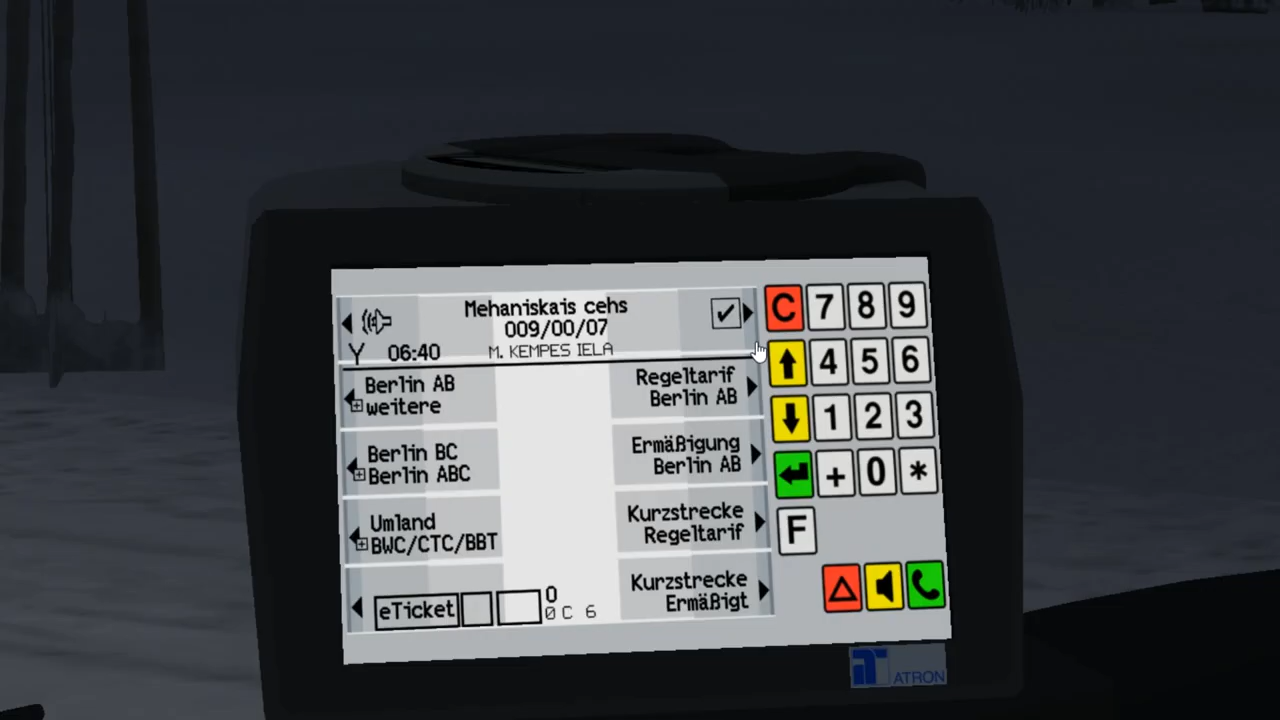 Mehaniskais cehs
009/00/07
06:40 M. KEMPES IELA
Berlin AB
weitere
Regeltarif
Berlin AB
Berlin BC
Berlin ABC
Ermäßigung
Berlin AB
Umland
BWC/CTC/BBT
Kurzstrecke
Regeltarif
eTicket
0
0 C 6
Kurzstrecke
Ermäßigt
C 7 8 9
4 5 6
1 2 3
+ 0 *
F
ATRON